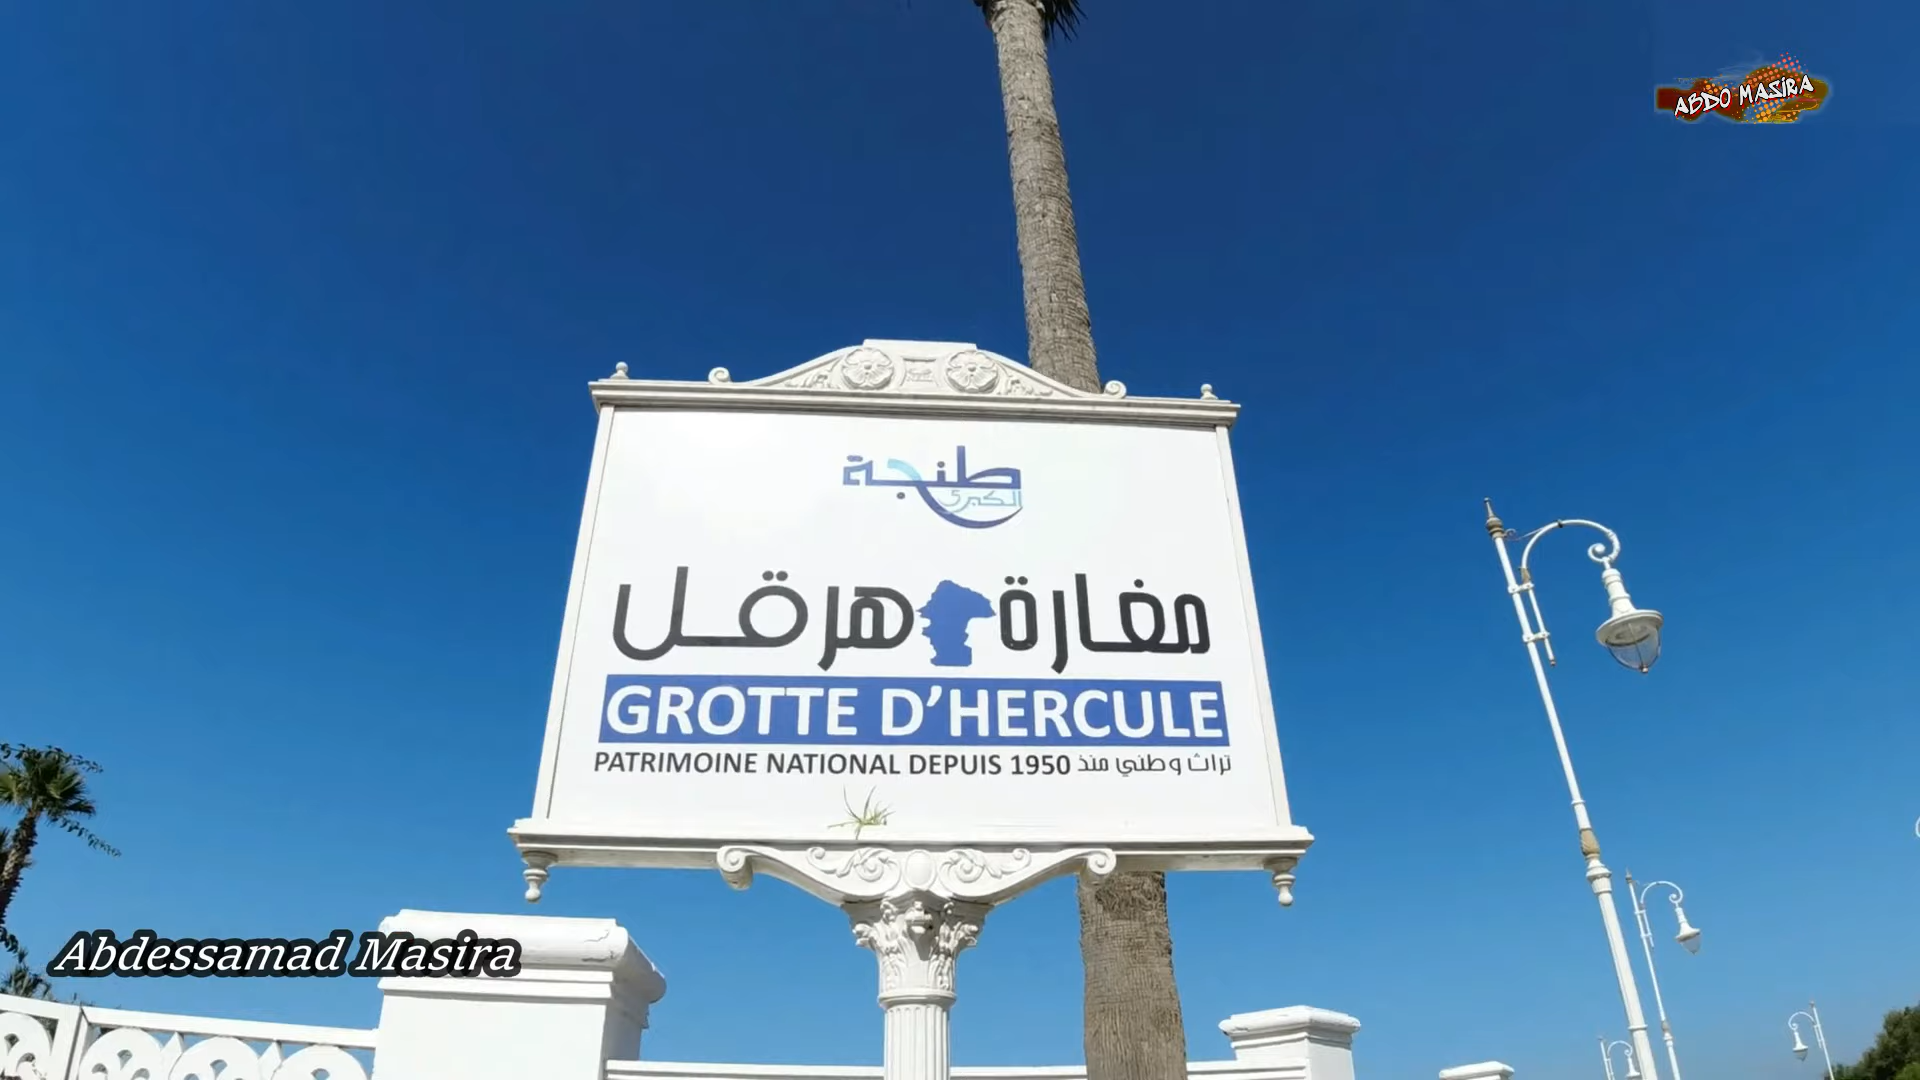 ABDO MASiRA
طنجة
الكبرى
مغارة هرقل
GROTTE D'HERCULE
PATRIMOINE NATIONAL DEPUIS 1950 تراث وطني منذ
Abdessamad Masira